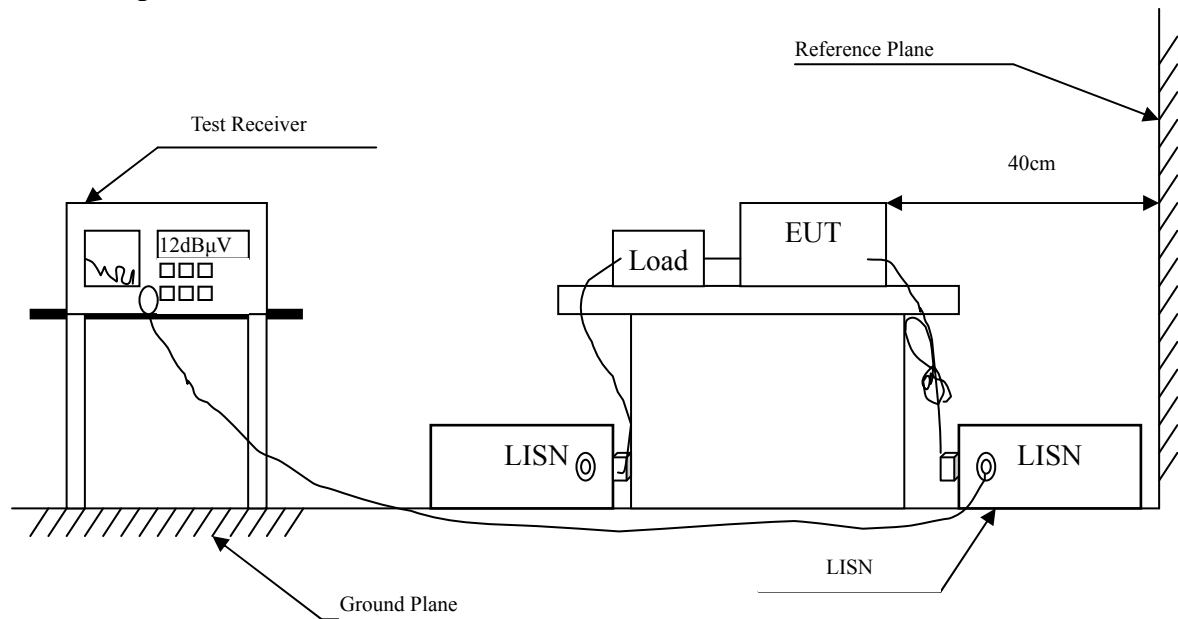 Reference Plane
Test Receiver
40cm
12dBμV
EUT
Load
LISN
LISN
LISN
Ground Plane